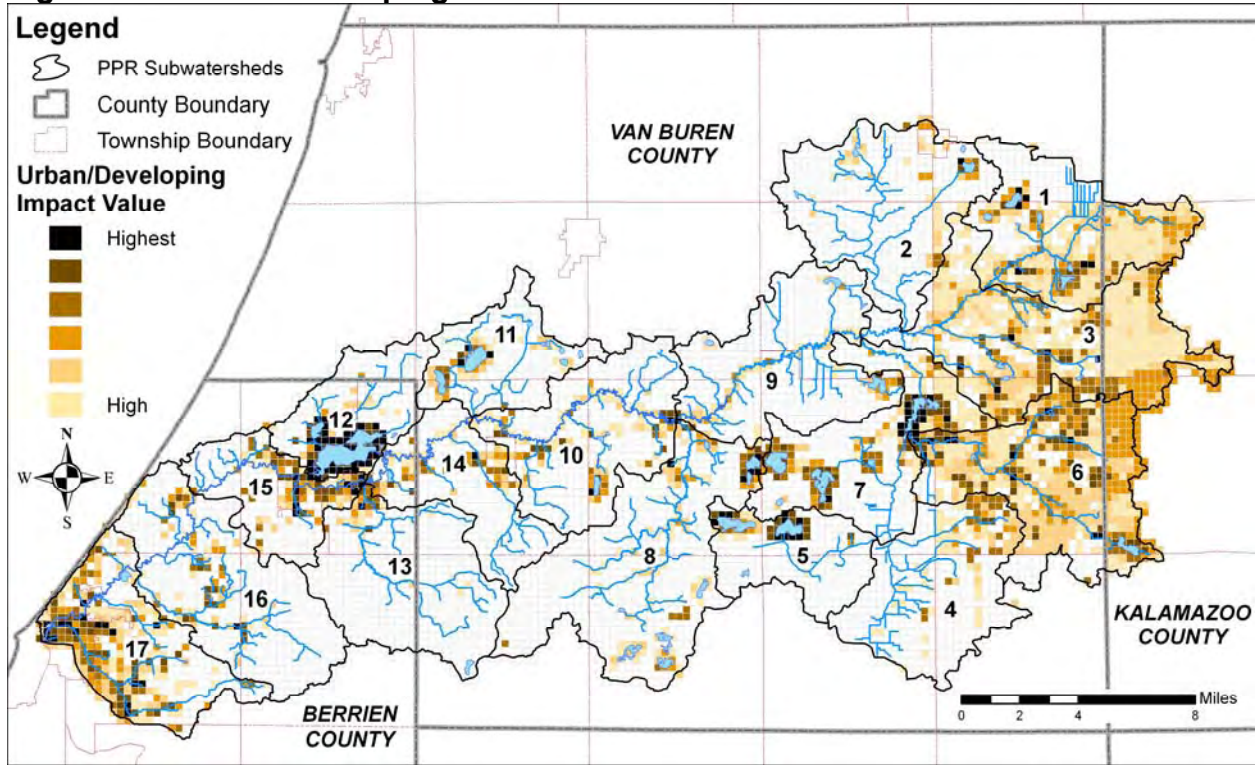 Legend
PPR Subwatersheds
County Boundary
Township Boundary
Urban/Developing
Impact Value
Highest
High
N
W
E
S
VAN BUREN
COUNTY
1
2
3
11
9
12
14
10
15
6
7
13
8
5
16
4
17
KALAMAZOO
COUNTY
BERRIEN
COUNTY
Miles
0 2 4 8